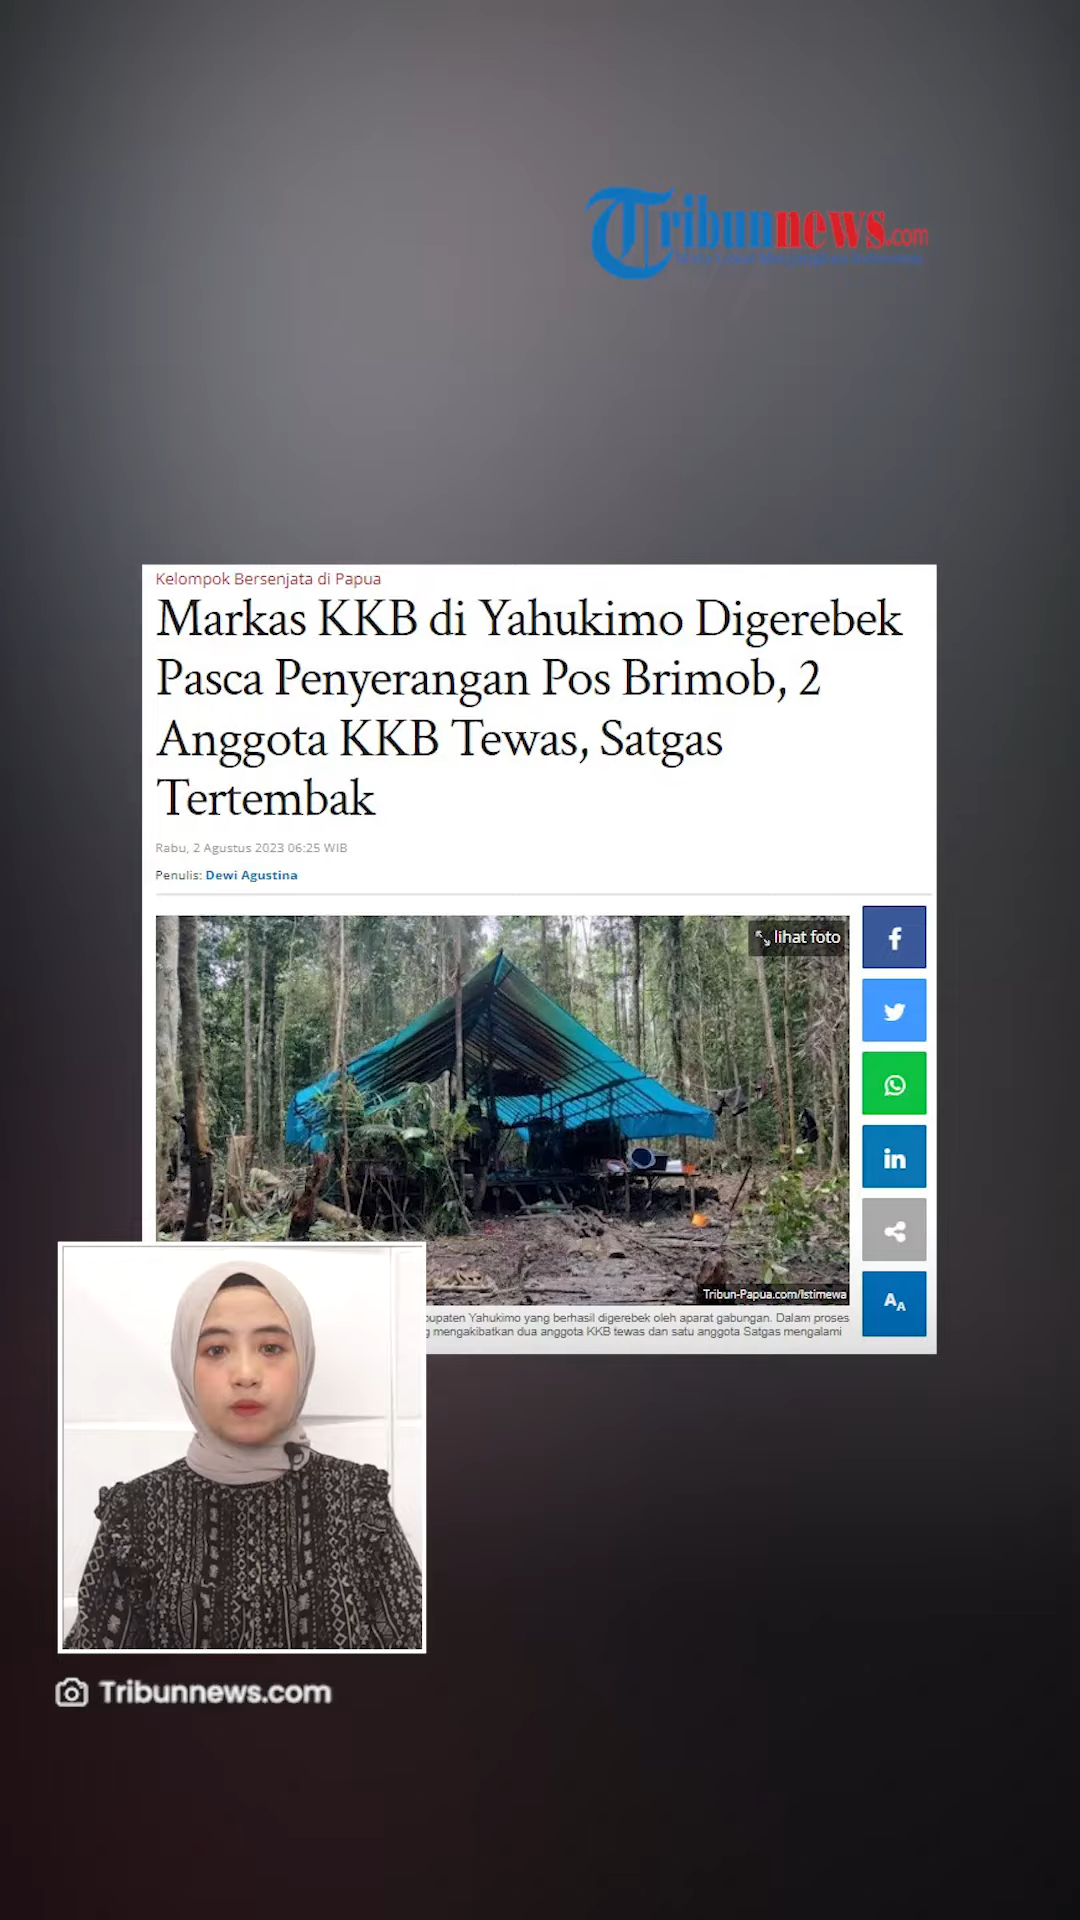 Tribunnews.com
Kelompok Bersenjata di Papua
Markas KKB di Yahukimo Digerebek
Pasca Penyerangan Pos Brimob, 2
Anggota KKB Tewas, Satgas
Tertembak
Rabu, 2 Agustus 2023 06:25 WIB
Penulis: Dewi Agustina
lihat foto
Tribun-Papua.com/Istimewa
upaten Yahukimo yang berhasil digerebek oleh aparat gabungan. Dalam proses
g mengakibatkan dua anggota KKB tewas dan satu anggota Satgas mengalami
in
AA
Tribunnews.com